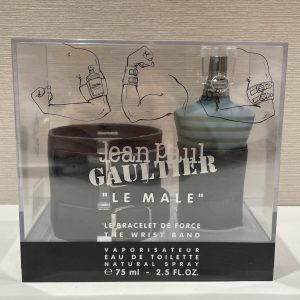 Jean Paul
GAULTIER
"LE MALE"
LE BRACELET DE FORCE
THE WRIST BAND
VAPORISATEUR
EAU DE TOILETTE
NATURAL SPRAY
℮ 75 ml - 2.5 FL.OZ.